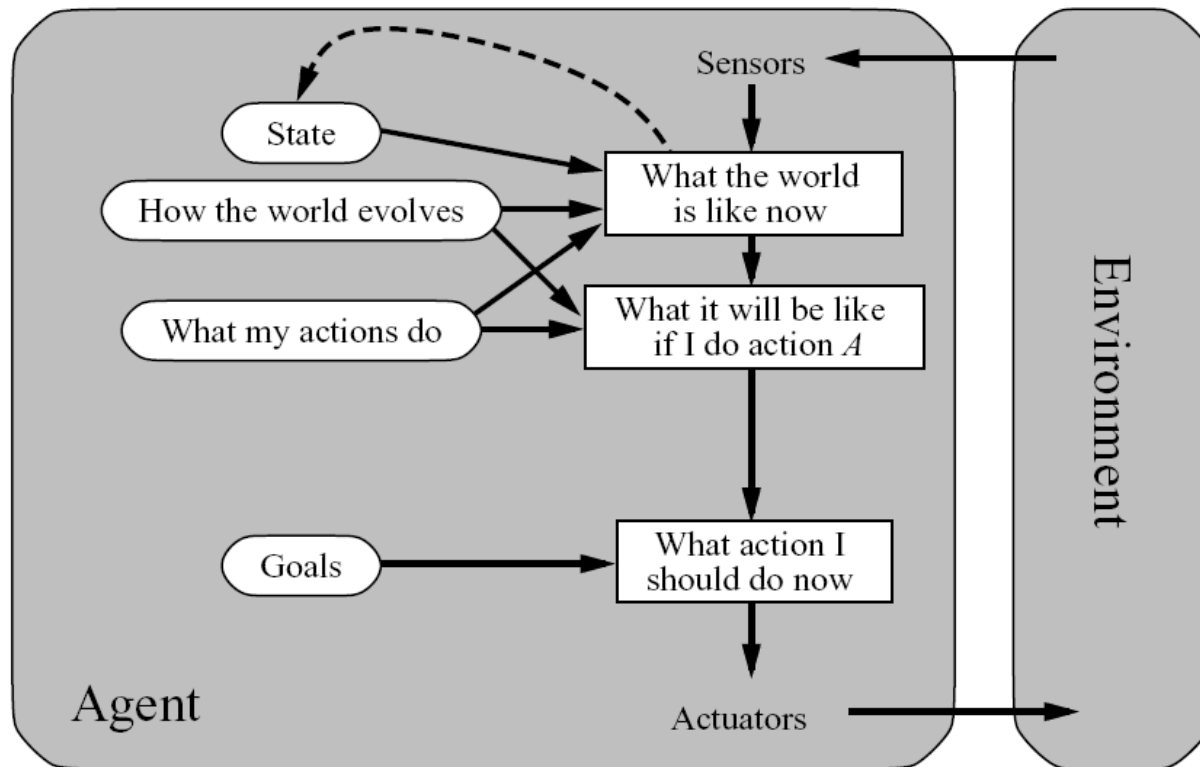 Sensors
State
What the world
is like now
How the world evolves
What my actions do
What it will be like
if I do action A
Goals
What action I
should do now
Agent
Actuators
Environment